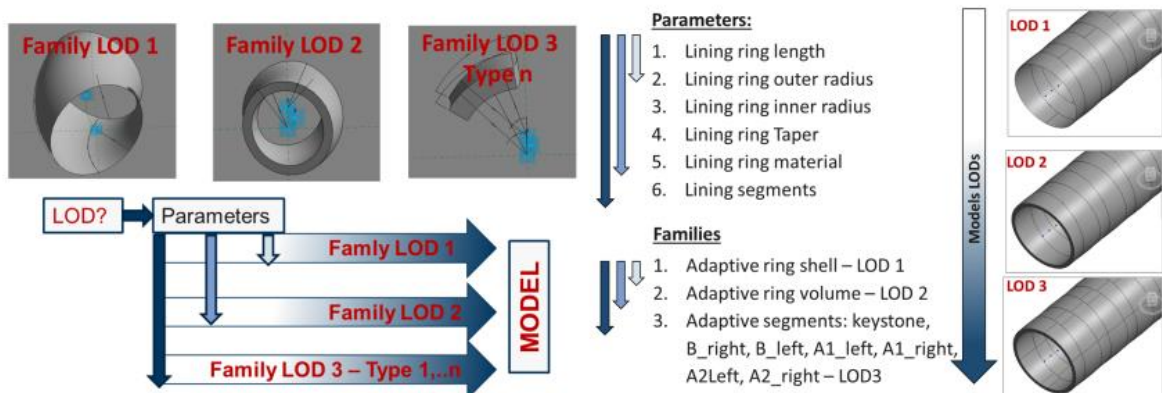 Family LOD 1
Family LOD 2
Family LOD 3
Type n
LOD?
Parameters
Famly LOD 1
Family LOD 2
Family LOD 3 – Type 1,..n
MODEL
Parameters:
1. Lining ring length
2. Lining ring outer radius
3. Lining ring inner radius
4. Lining ring Taper
5. Lining ring material
6. Lining segments
Families
1. Adaptive ring shell – LOD 1
2. Adaptive ring volume – LOD 2
3. Adaptive segments: keystone,
B_right, B_left, A1_left, A1_right,
A2Left, A2_right – LOD3
Models LODs
LOD 1
LOD 2
LOD 3